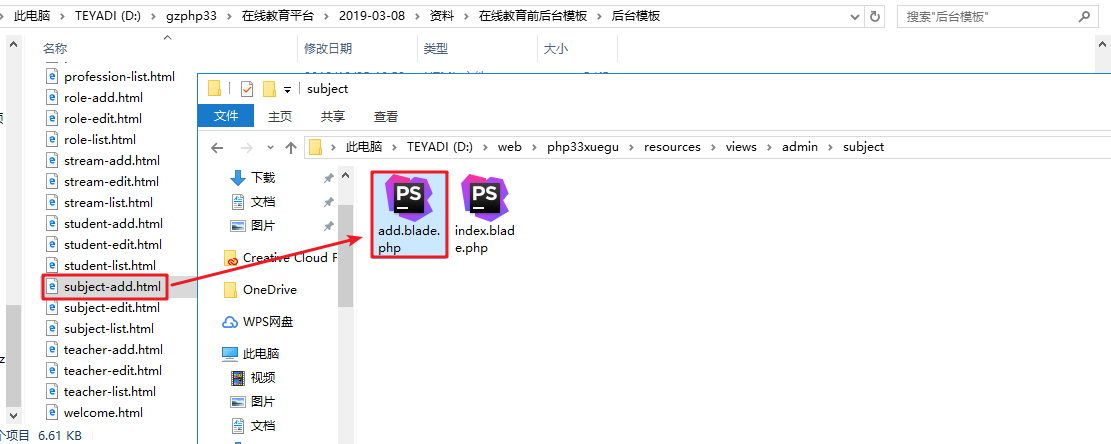 此电脑 > TEYADI (D:) > gzphp33 > 在线教育平台 > 2019-03-08 > 资料 > 在线教育前后台模板 > 后台模板
搜索"后台模板"
名称
修改日期
类型
大小
profession-list.html
role-add.html
role-edit.html
role-list.html
stream-add.html
stream-edit.html
stream-list.html
student-add.html
student-edit.html
student-list.html
subject-add.html
subject-edit.html
subject-list.html
teacher-add.html
teacher-edit.html
teacher-list.html
welcome.html
个项目 6.61 KB
subject
文件
主页
共享
查看
此电脑 > TEYADI (D:) > web > php33xuegu > resources > views > admin > subject
下载
文档
图片
Creative Cloud F
OneDrive
WPS网盘
此电脑
视频
图片
文档
PS
add.blade.
php
PS
index.blad
e.php